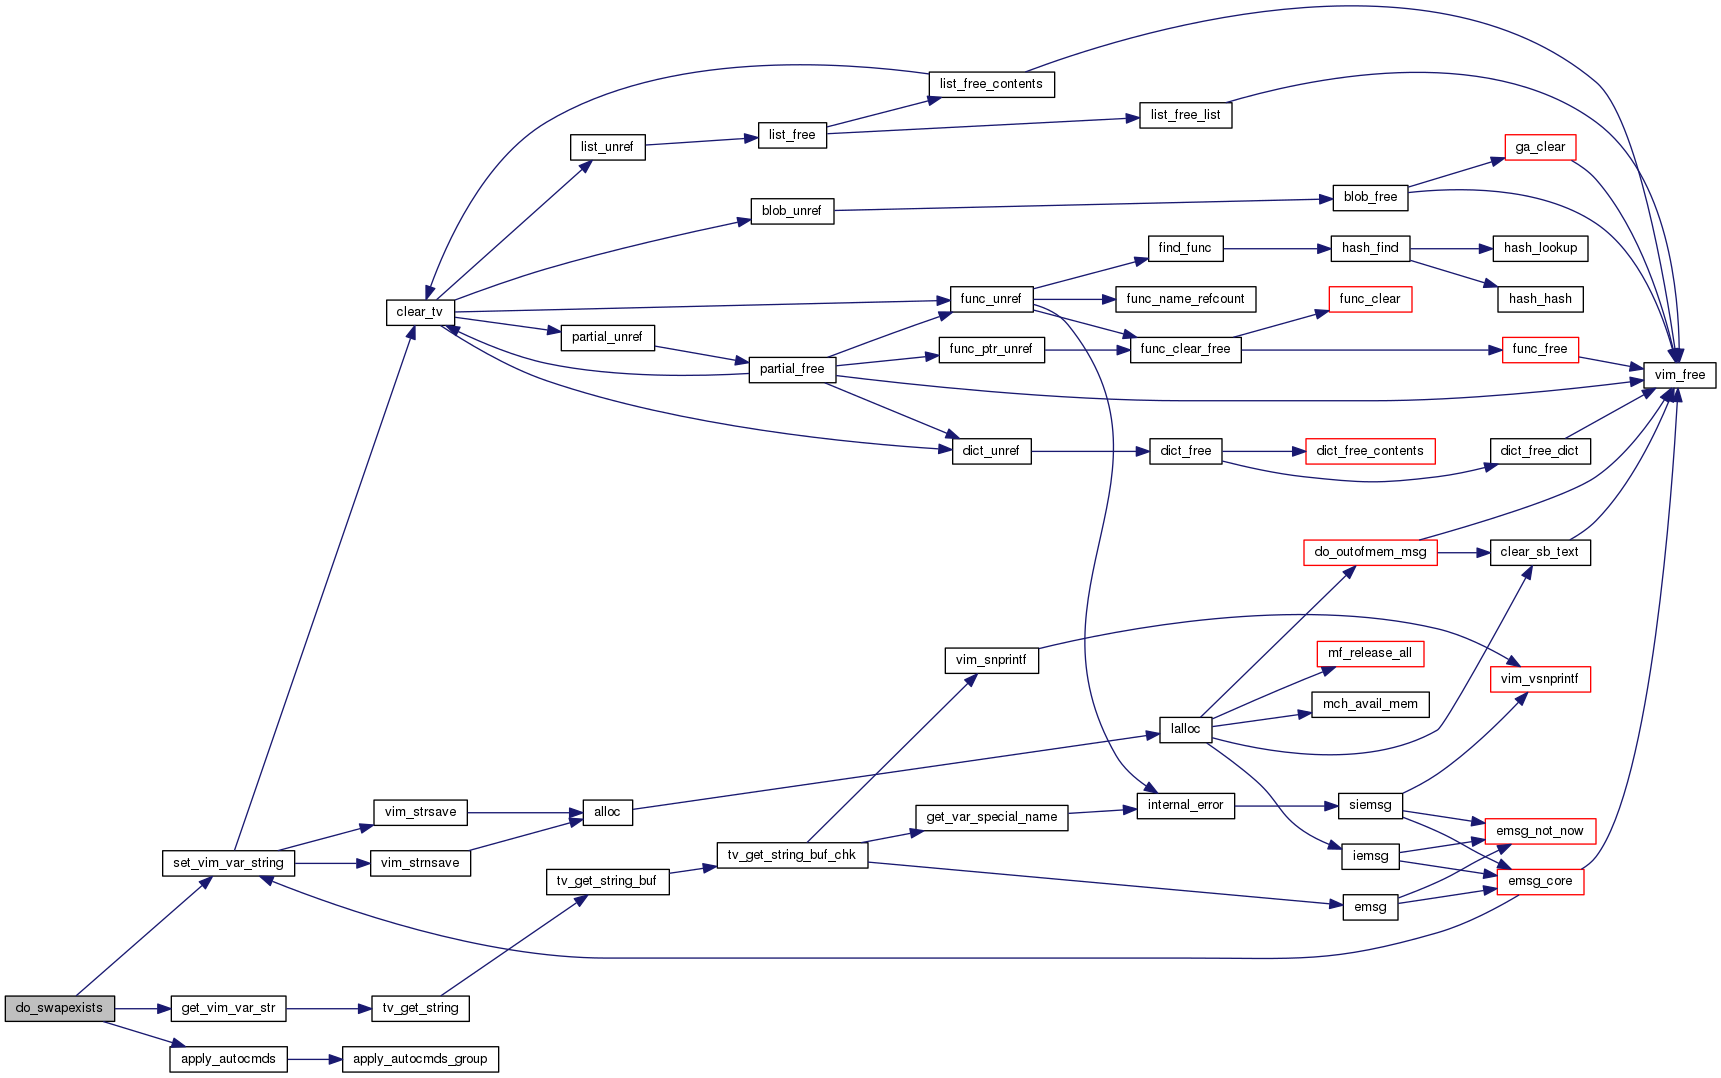 list_free_contents
list_free_list
list_free
list_unref
ga_clear
blob_free
blob_unref
find_func
hash_find
hash_lookup
func_unref
func_name_refcount
func_clear
hash_hash
clear_tv
partial_unref
func_ptr_unref
func_clear_free
func_free
partial_free
vim_free
dict_unref
dict_free
dict_free_contents
dict_free_dict
do_outofmem_msg
clear_sb_text
vim_snprintf
mf_release_all
vim_vsnprintf
mch_avail_mem
lalloc
vim_strsave
alloc
get_var_special_name
internal_error
siemsg
emsg_not_now
set_vim_var_string
vim_strnsave
tv_get_string_buf_chk
iemsg
tv_get_string_buf
emsg_core
emsg
do_swapexists
get_vim_var_str
tv_get_string
apply_autocmds
apply_autocmds_group